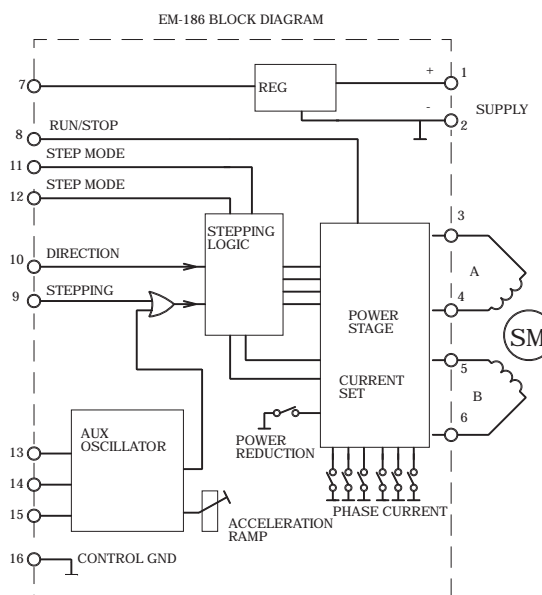 EM-186 BLOCK DIAGRAM
7
REG
+
1
-
2
SUPPLY
8
RUN/STOP
11
STEP MODE
12
STEP MODE
3
STEPPING
LOGIC
10
DIRECTION
A
9
STEPPING
4
POWER
STAGE
SM
5
CURRENT
SET
B
6
AUX
OSCILLATOR
POWER
REDUCTION
13
14
15
ACCELERATION
RAMP
PHASE CURRENT
16
CONTROL GND